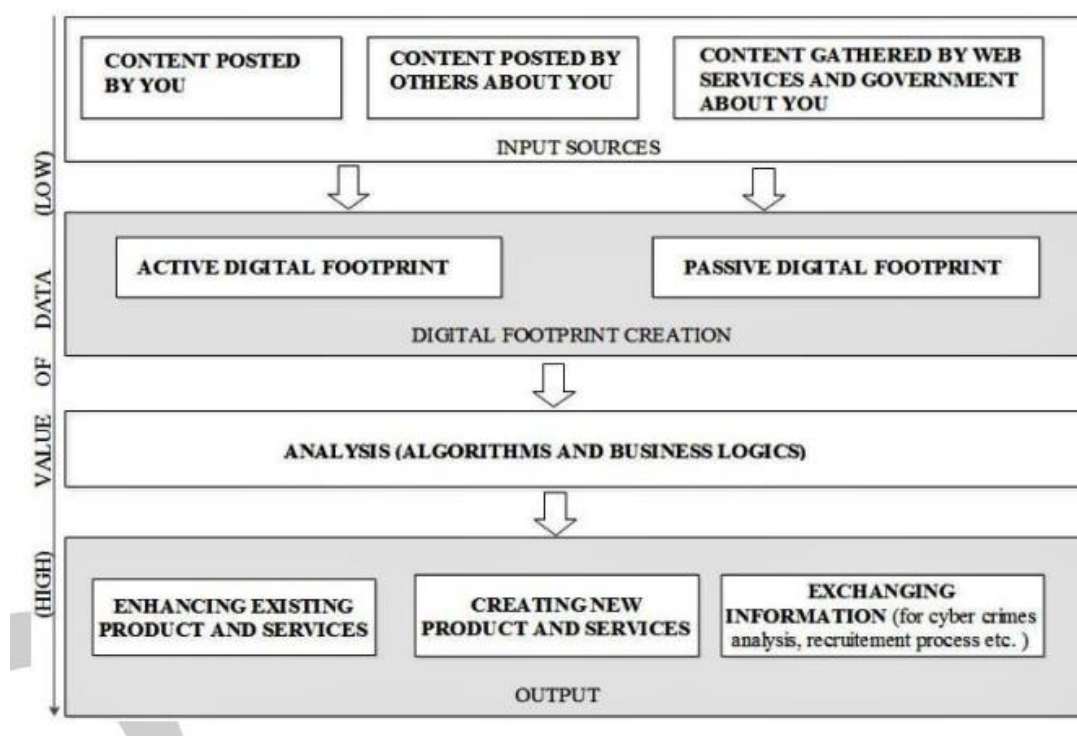 CONTENT POSTED
BY YOU
CONTENT POSTED BY
OTHERS ABOUT YOU
CONTENT GATHERED BY WEB
SERVICES AND GOVERNMENT
ABOUT YOU
INPUT SOURCES
ACTIVE DIGITAL FOOTPRINT
PASSIVE DIGITAL FOOTPRINT
DIGITAL FOOTPRINT CREATION
ANALYSIS (ALGORITHMS AND BUSINESS LOGICS)
ENHANCING EXISTING
PRODUCT AND SERVICES
CREATING NEW
PRODUCT AND SERVICES
EXCHANGING
INFORMATION (for cyber crimes
analysis, recruitement process etc. )
OUTPUT
(HIGH) VALUE OF DATA (LOW)